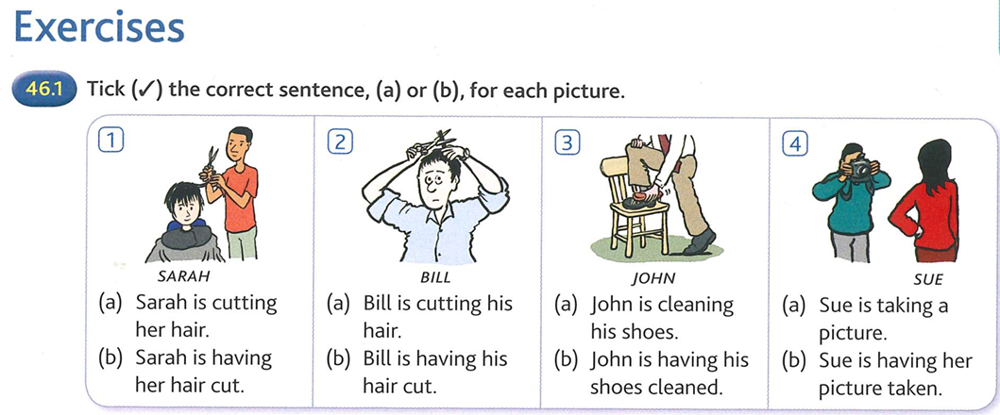 Exercises
46.1 Tick (✓) the correct sentence, (a) or (b), for each picture.
1
SARAH
(a) Sarah is cutting
her hair.
(b) Sarah is having
her hair cut.
2
BILL
(a) Bill is cutting his
hair.
(b) Bill is having his
hair cut.
3
JOHN
(a) John is cleaning
his shoes.
(b) John is having his
shoes cleaned.
4
SUE
(a) Sue is taking a
picture.
(b) Sue is having her
picture taken.